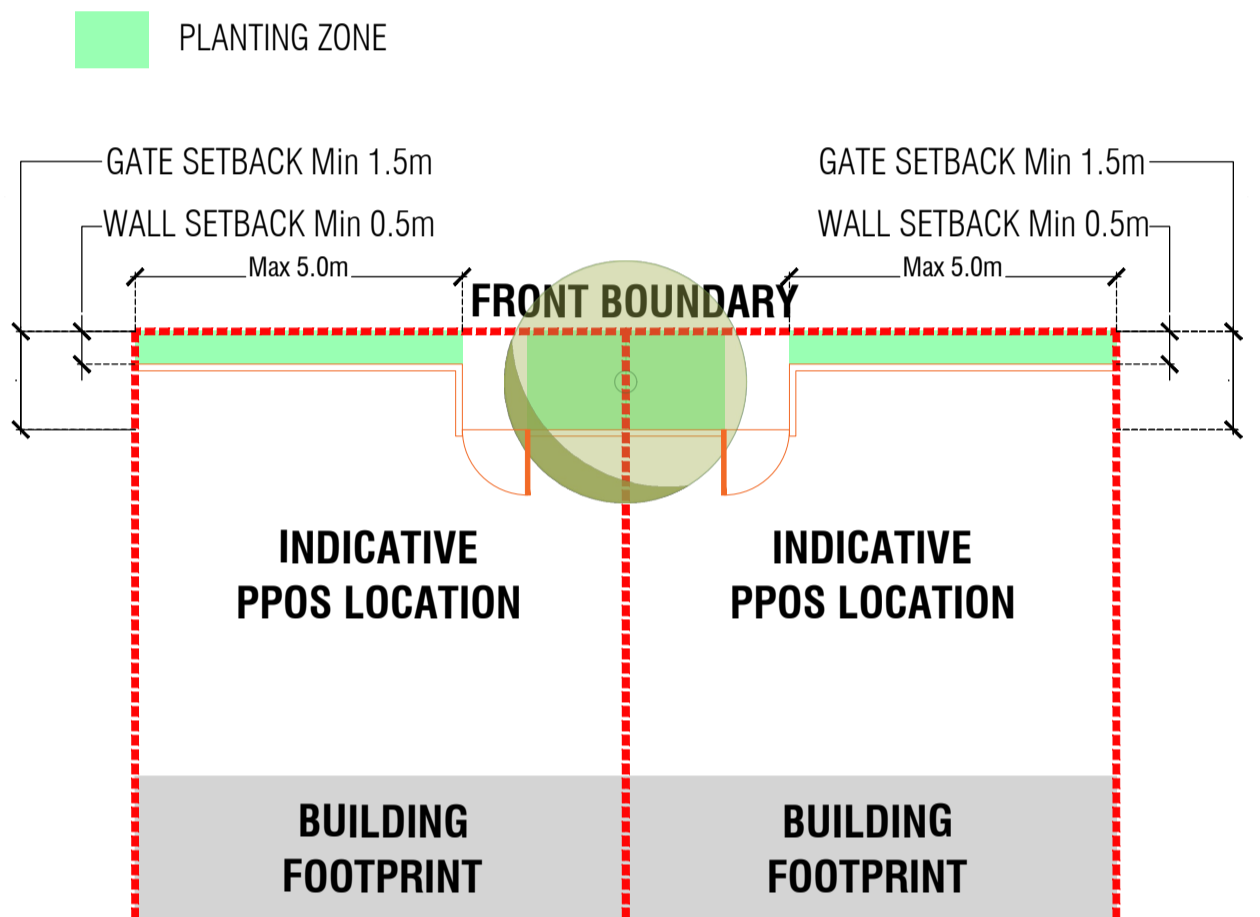 PLANTING ZONE
GATE SETBACK Min 1.5m
GATE SETBACK Min 1.5m
WALL SETBACK Min 0.5m
WALL SETBACK Min 0.5m
Max 5.0m
Max 5.0m
FRONT BOUNDARY
INDICATIVE
PPOS LOCATION
INDICATIVE
PPOS LOCATION
BUILDING
FOOTPRINT
BUILDING
FOOTPRINT